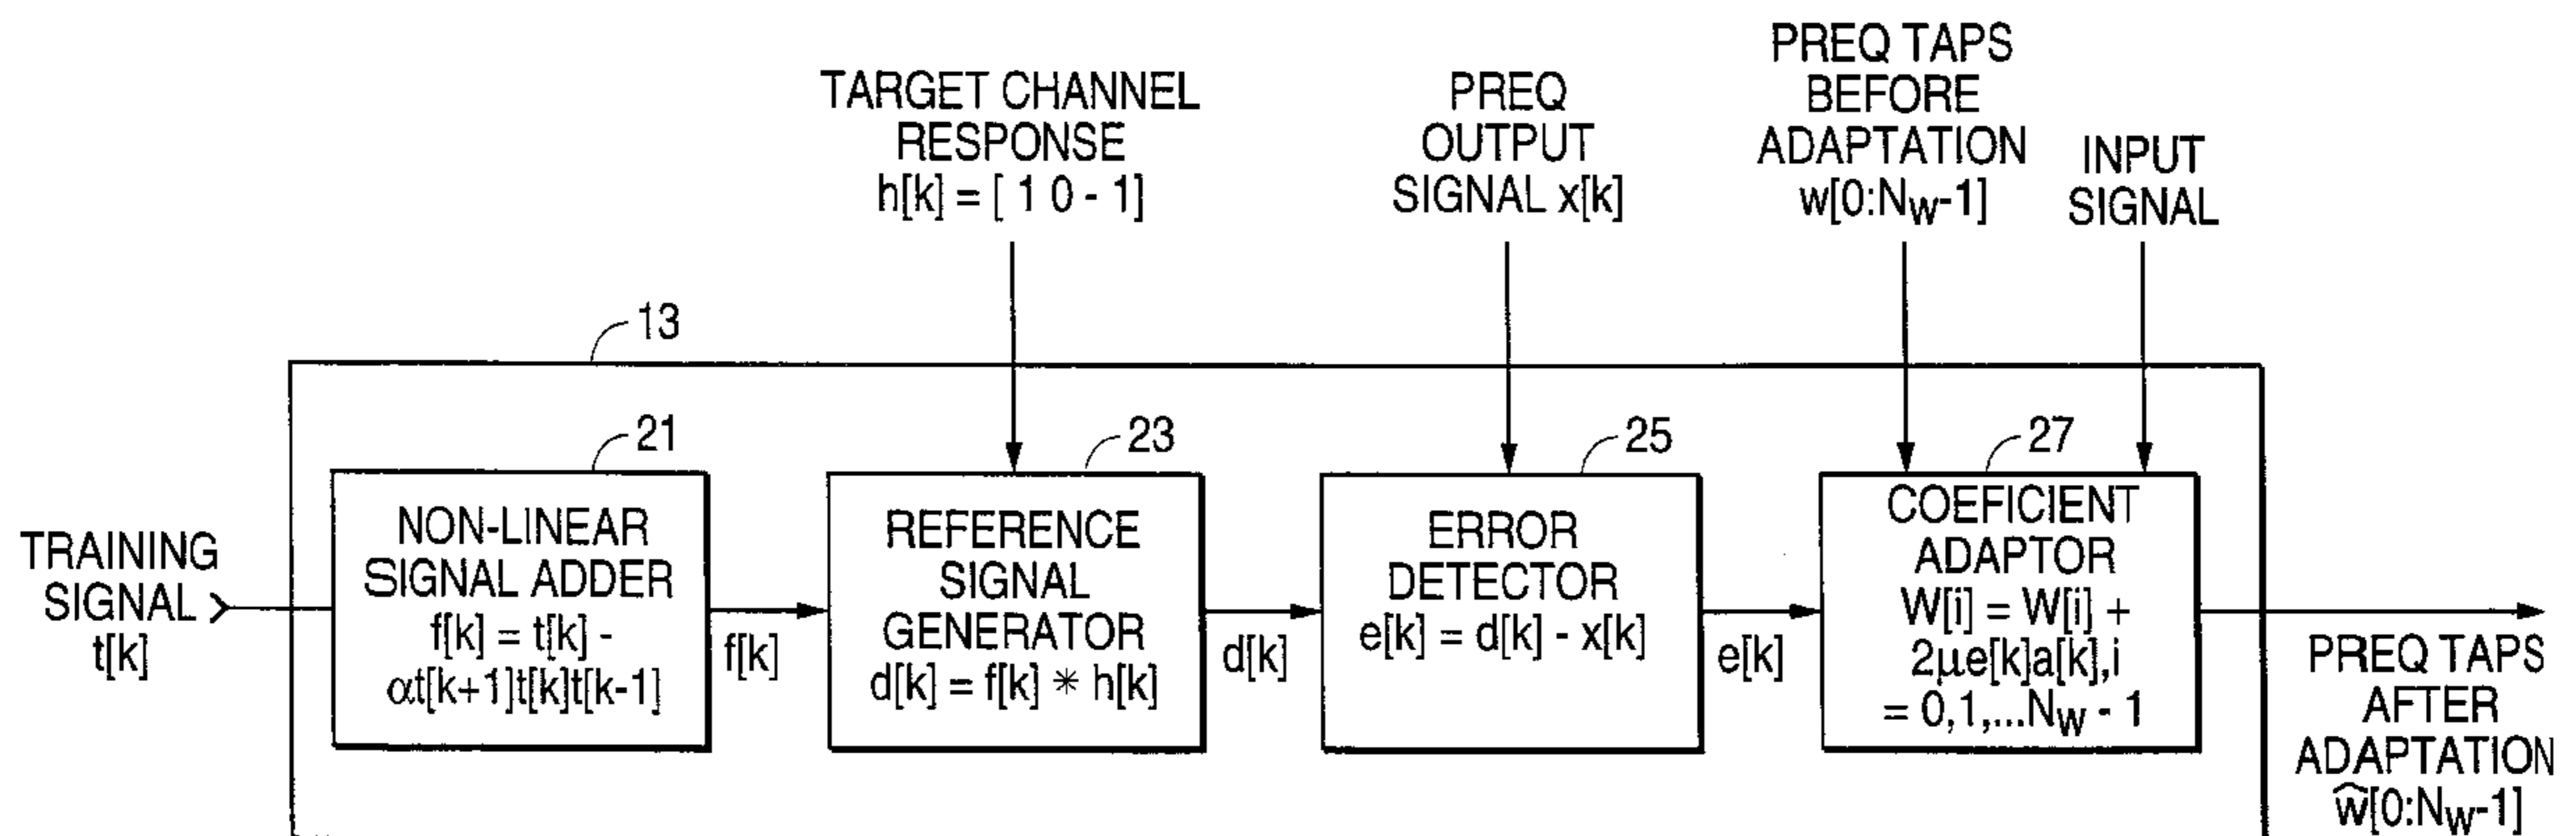 TARGET CHANNEL
RESPONSE
h[k] = [ 1 0 - 1]
PREQ
OUTPUT
SIGNAL x[k]
PREQ TAPS
BEFORE
ADAPTATION
w[0:NW-1]
INPUT
SIGNAL
13
21
23
25
27
TRAINING
SIGNAL
t[k]
NON-LINEAR
SIGNAL ADDER
f[k] = t[k] -
αt[k+1]t[k]t[k-1]
f[k]
REFERENCE
SIGNAL
GENERATOR
d[k] = f[k] * h[k]
d[k]
ERROR
DETECTOR
e[k] = d[k] - x[k]
e[k]
COEFICIENT
ADAPTOR
W[i] = W[i] +
2μe[k]a[k],i
= 0,1,...NW - 1
PREQ TAPS
AFTER
ADAPTATION
ŵ[0:NW-1]